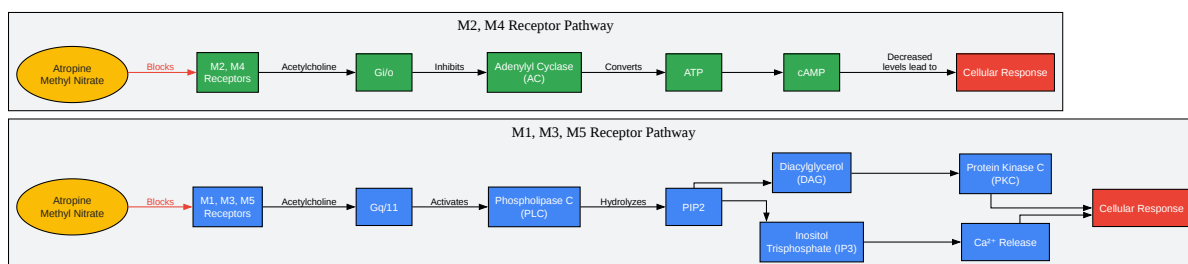 M2, M4 Receptor Pathway
Atropine
Methyl Nitrate
Blocks
M2, M4
Receptors
Acetylcholine
Gi/o
Inhibits
Adenylyl Cyclase
(AC)
Converts
ATP
cAMP
Decreased
levels lead to
Cellular Response
M1, M3, M5 Receptor Pathway
Atropine
Methyl Nitrate
Blocks
M1, M3, M5
Receptors
Acetylcholine
Gq/11
Activates
Phospholipase C
(PLC)
Hydrolyzes
PIP2
Diacylglycerol
(DAG)
Protein Kinase C
(PKC)
Inositol
Trisphosphate (IP3)
Ca²⁺ Release
Cellular Response